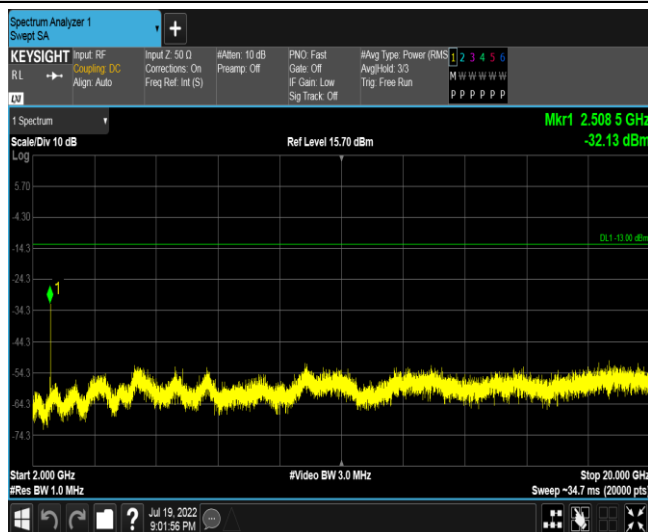 Spectrum Analyzer 1
Swept SA
KEYSIGHT
RL
LXI
Input: RF
Coupling: DC
Align: Auto
Input Z: 50 Ω
Corrections: On
Freq Ref: Int (S)
#Atten: 10 dB
Preamp: Off
PNO: Fast
Gate: Off
IF Gain: Low
Sig Track: Off
#Avg Type: Power (RMS
Avg|Hold: 3/3
Trig: Free Run
1 2 3 4 5 6
M W W W W W
P P P P P P
1 Spectrum
Mkr1 2.508 5 GHz
Scale/Div 10 dB
Ref Level 15.70 dBm
-32.13 dBm
Log
5.70
-4.30
DL1 -13.00 dBm
-14.3
-24.3
1
-34.3
-44.3
-54.3
-64.3
-74.3
Start 2.000 GHz
#Video BW 3.0 MHz
Stop 20.000 GHz
#Res BW 1.0 MHz
Sweep ~34.7 ms (20000 pts)
?
Jul 19, 2022
9:01:56 PM